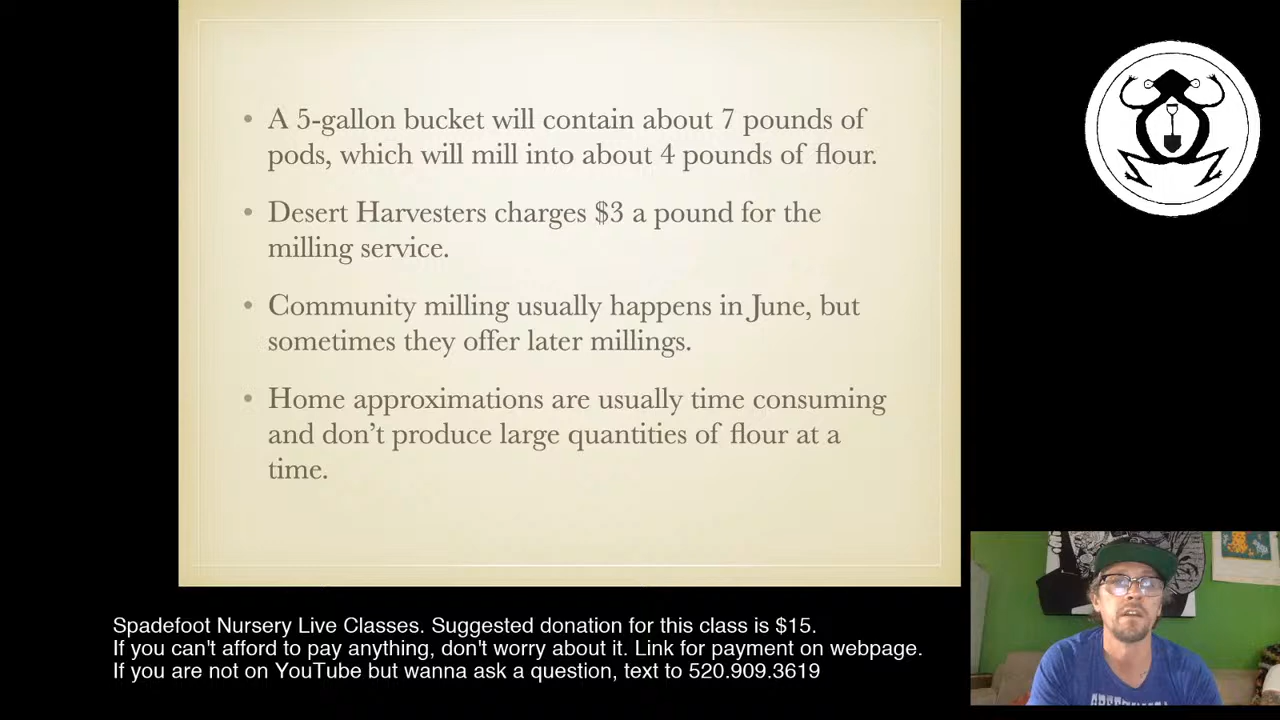 • A 5-gallon bucket will contain about 7 pounds of
pods, which will mill into about 4 pounds of flour.
• Desert Harvesters charges $3 a pound for the
milling service.
• Community milling usually happens in June, but
sometimes they offer later millings.
• Home approximations are usually time consuming
and don’t produce large quantities of flour at a
time.
Spadefoot Nursery Live Classes. Suggested donation for this class is $15.
If you can't afford to pay anything, don't worry about it. Link for payment on webpage.
If you are not on YouTube but wanna ask a question, text to 520.909.3619